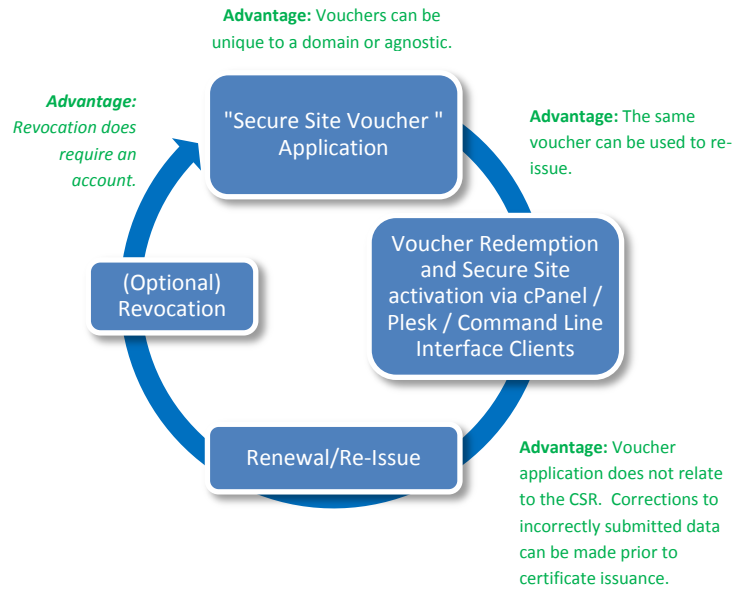 Advantage: Vouchers can be
unique to a domain or agnostic.
"Secure Site Voucher "
Application
Advantage: The same
voucher can be used to re-
issue.
Voucher Redemption
and Secure Site
activation via cPanel /
Plesk / Command Line
Interface Clients
Advantage: Voucher
application does not relate
to the CSR. Corrections to
incorrectly submitted data
can be made prior to
certificate issuance.
Renewal/Re-Issue
(Optional)
Revocation
Advantage:
Revocation does
require an
account.